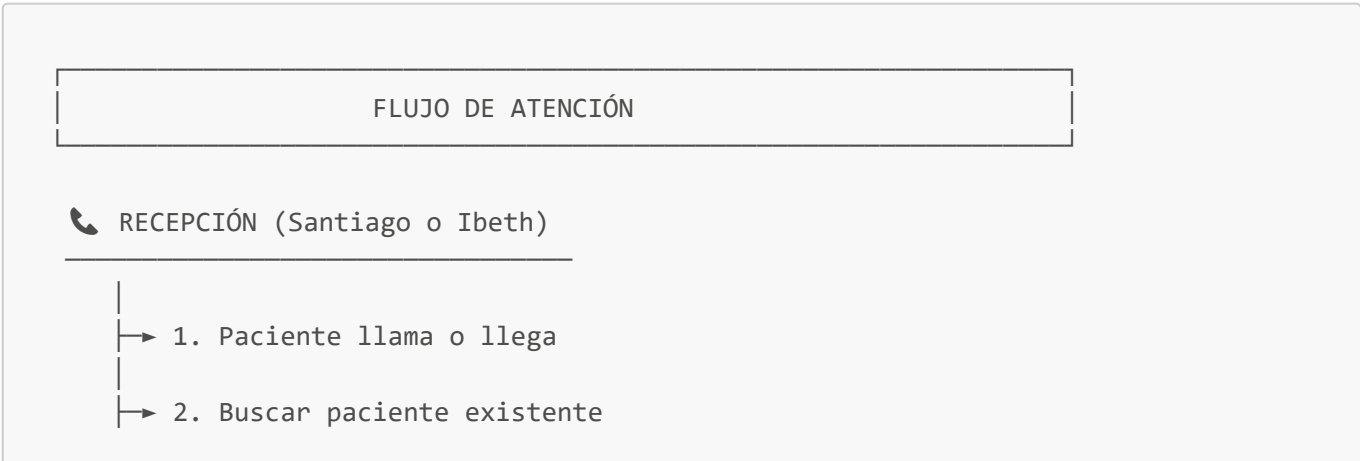 FLUJO DE ATENCIÓN
📞 RECEPCIÓN (Santiago o Ibeth)
├─► 1. Paciente llama o llega
├─► 2. Buscar paciente existente